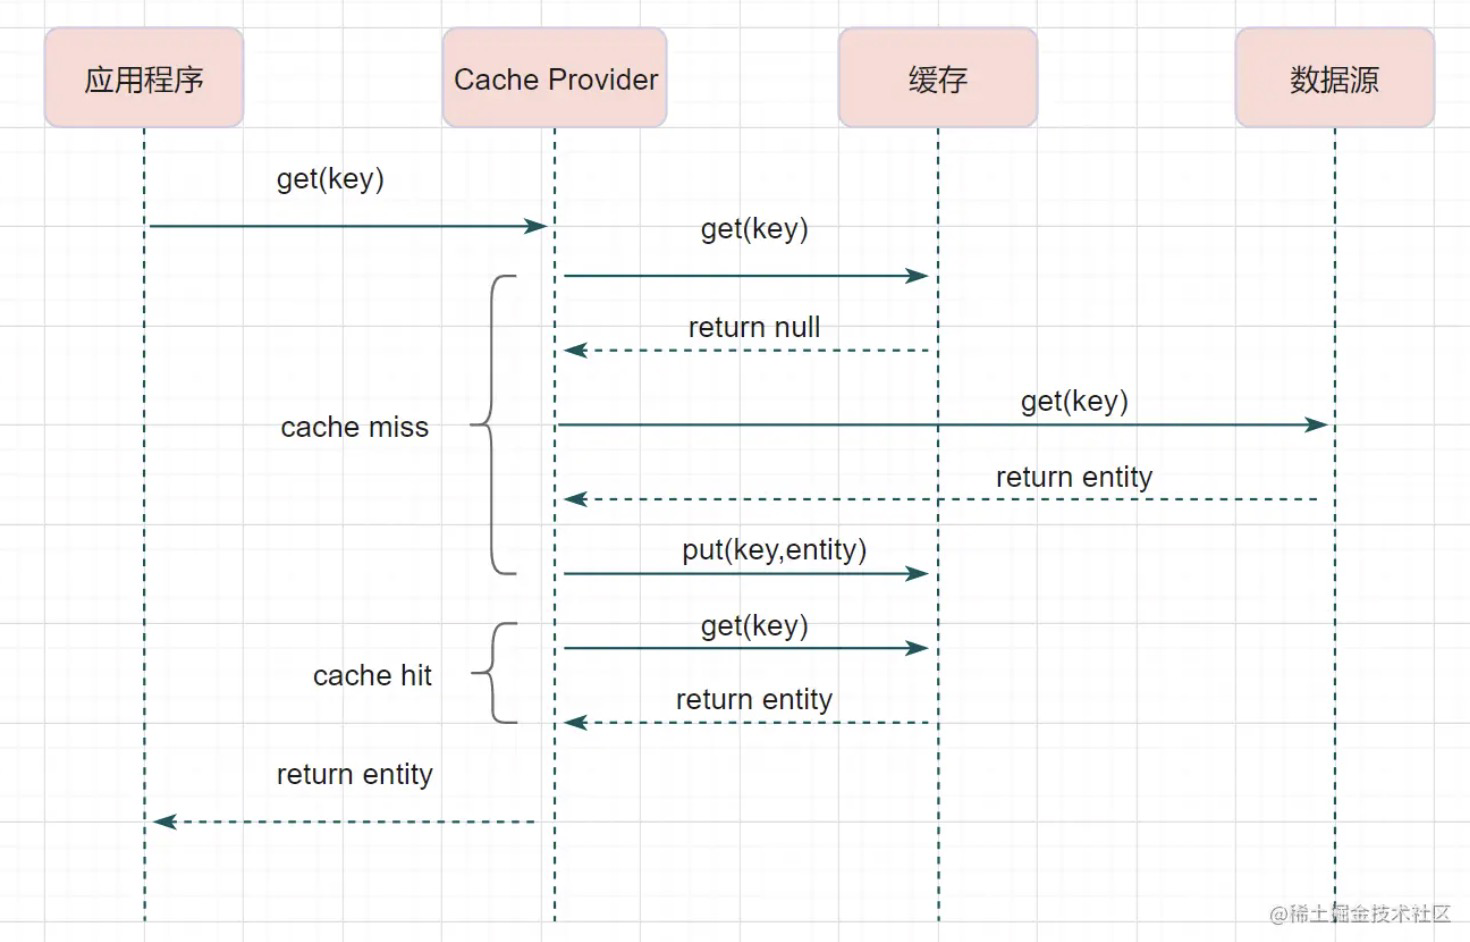 应用程序
Cache Provider
缓存
数据源
get(key)
get(key)
return null
get(key)
cache miss
return entity
put(key,entity)
get(key)
cache hit
return entity
return entity
@稀土掘金技术社区